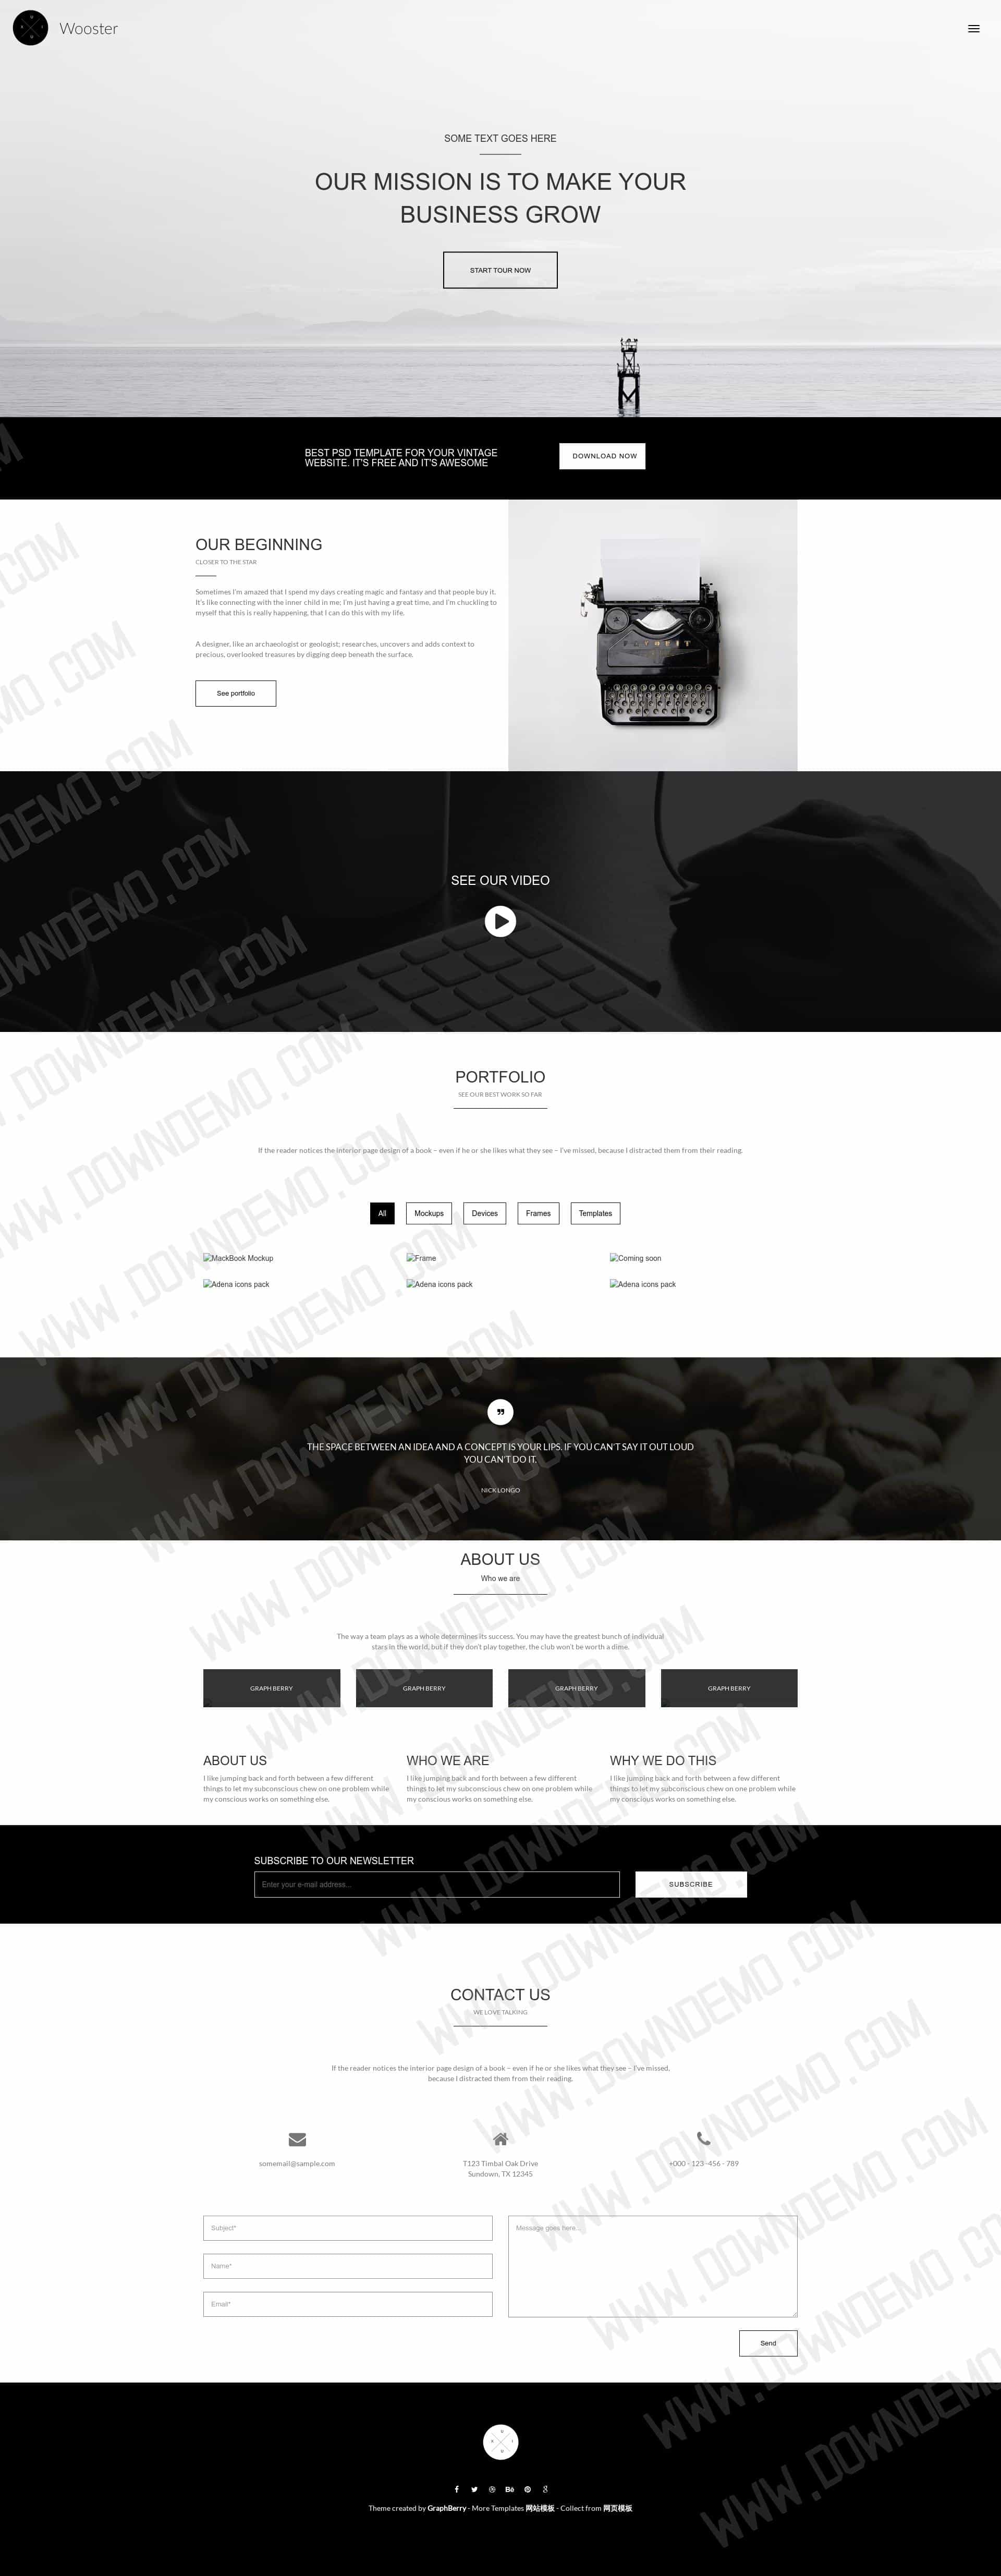 Wooster
SOME TEXT GOES HERE
OUR MISSION IS TO MAKE YOUR
BUSINESS GROW
START TOUR NOW
BEST PSD TEMPLATE FOR YOUR VINTAGE
WEBSITE. IT'S FREE AND IT'S AWESOME
DOWNLOAD NOW
OUR BEGINNING
CLOSER TO THE STAR
Sometimes I'm amazed that I spend my days creating magic and fantasy and that people buy it.
It's like connecting with the inner child in me; I'm just having a great time, and I'm chuckling to
myself that this is really happening, that I can do this with my life.
A designer, like an archaeologist or geologist; researches, uncovers and adds context to
precious, overlooked treasures by digging deep beneath the surface.
See portfolio
SEE OUR VIDEO
PORTFOLIO
SEE OUR BEST WORK SO FAR
If the reader notices the interior page design of a book – even if he or she likes what they see – I've missed, because I distracted them from their reading.
All
Mockups
Devices
Frames
Templates
MackBook Mockup
Frame
Coming soon
Adena icons pack
Adena icons pack
Adena icons pack
THE SPACE BETWEEN AN IDEA AND A CONCEPT IS YOUR LIPS. IF YOU CAN'T SAY IT OUT LOUD
YOU CAN'T DO IT.
NICK LONGO
ABOUT US
Who we are
The way a team plays as a whole determines its success. You may have the greatest bunch of individual
stars in the world, but if they don't play together, the club won't be worth a dime.
GRAPH BERRY
GRAPH BERRY
GRAPH BERRY
GRAPH BERRY
ABOUT US
I like jumping back and forth between a few different
things to let my subconscious chew on one problem while
my conscious works on something else.
WHO WE ARE
I like jumping back and forth between a few different
things to let my subconscious chew on one problem while
my conscious works on something else.
WHY WE DO THIS
I like jumping back and forth between a few different
things to let my subconscious chew on one problem while
my conscious works on something else.
SUBSCRIBE TO OUR NEWSLETTER
Enter your e-mail address...
SUBSCRIBE
CONTACT US
WE LOVE TALKING
If the reader notices the interior page design of a book – even if he or she likes what they see – I've missed,
because I distracted them from their reading.
somemail@sample.com
T123 Timbal Oak Drive
Sundown, TX 12345
+000 - 123 -456 - 789
Subject*
Name*
Email*
Message goes here...
Send
Theme created by GraphBerry - More Templates 网站模板 - Collect from 网页模板
WWW.DOWNDEMO.COM